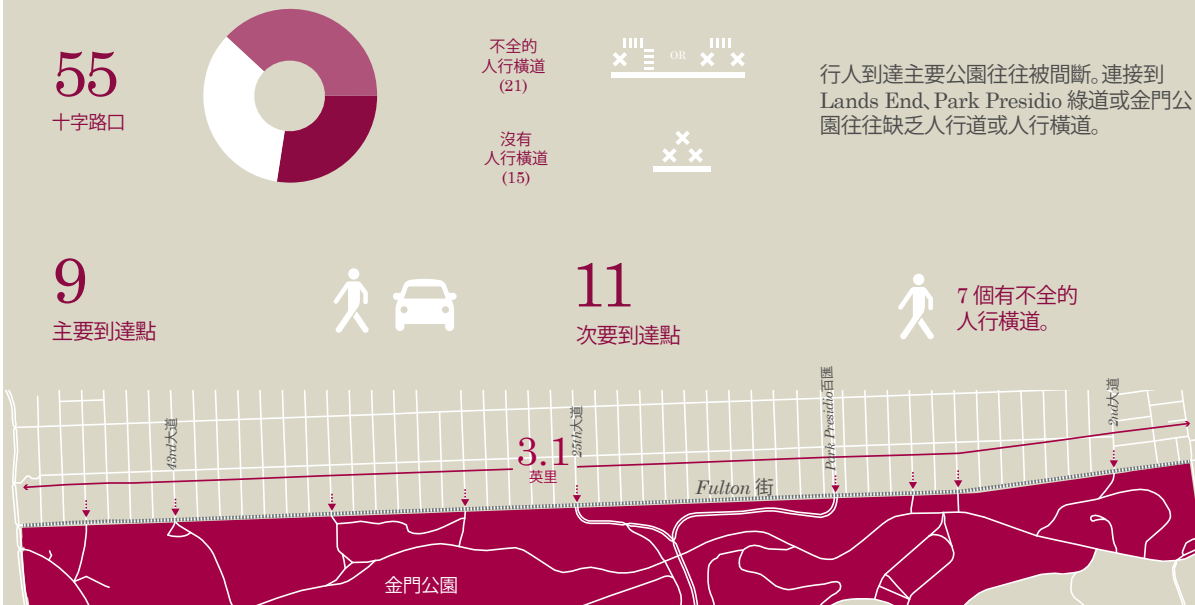 55
十字路口
不全的
人行橫道
(21)
OR
沒有
人行橫道
(15)
行人到達主要公園往往被間斷。連接到
Lands End、Park Presidio 綠道或金門公
園往往缺乏人行道或人行橫道。
9
主要到達點
11
次要到達點
7 個有不全的
人行橫道。
43rd大道
3.1
英里
25th大道
Park Presidio百匯
2nd大道
Fulton 街
金門公園